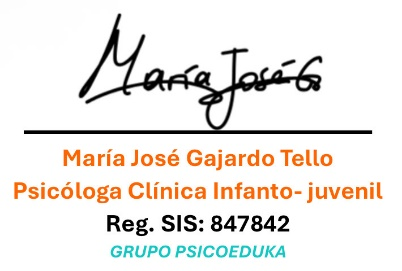 María José G
María José Gajardo Tello
Psicóloga Clínica Infanto- juvenil
Reg. SIS: 847842
GRUPO PSICOEDUKA